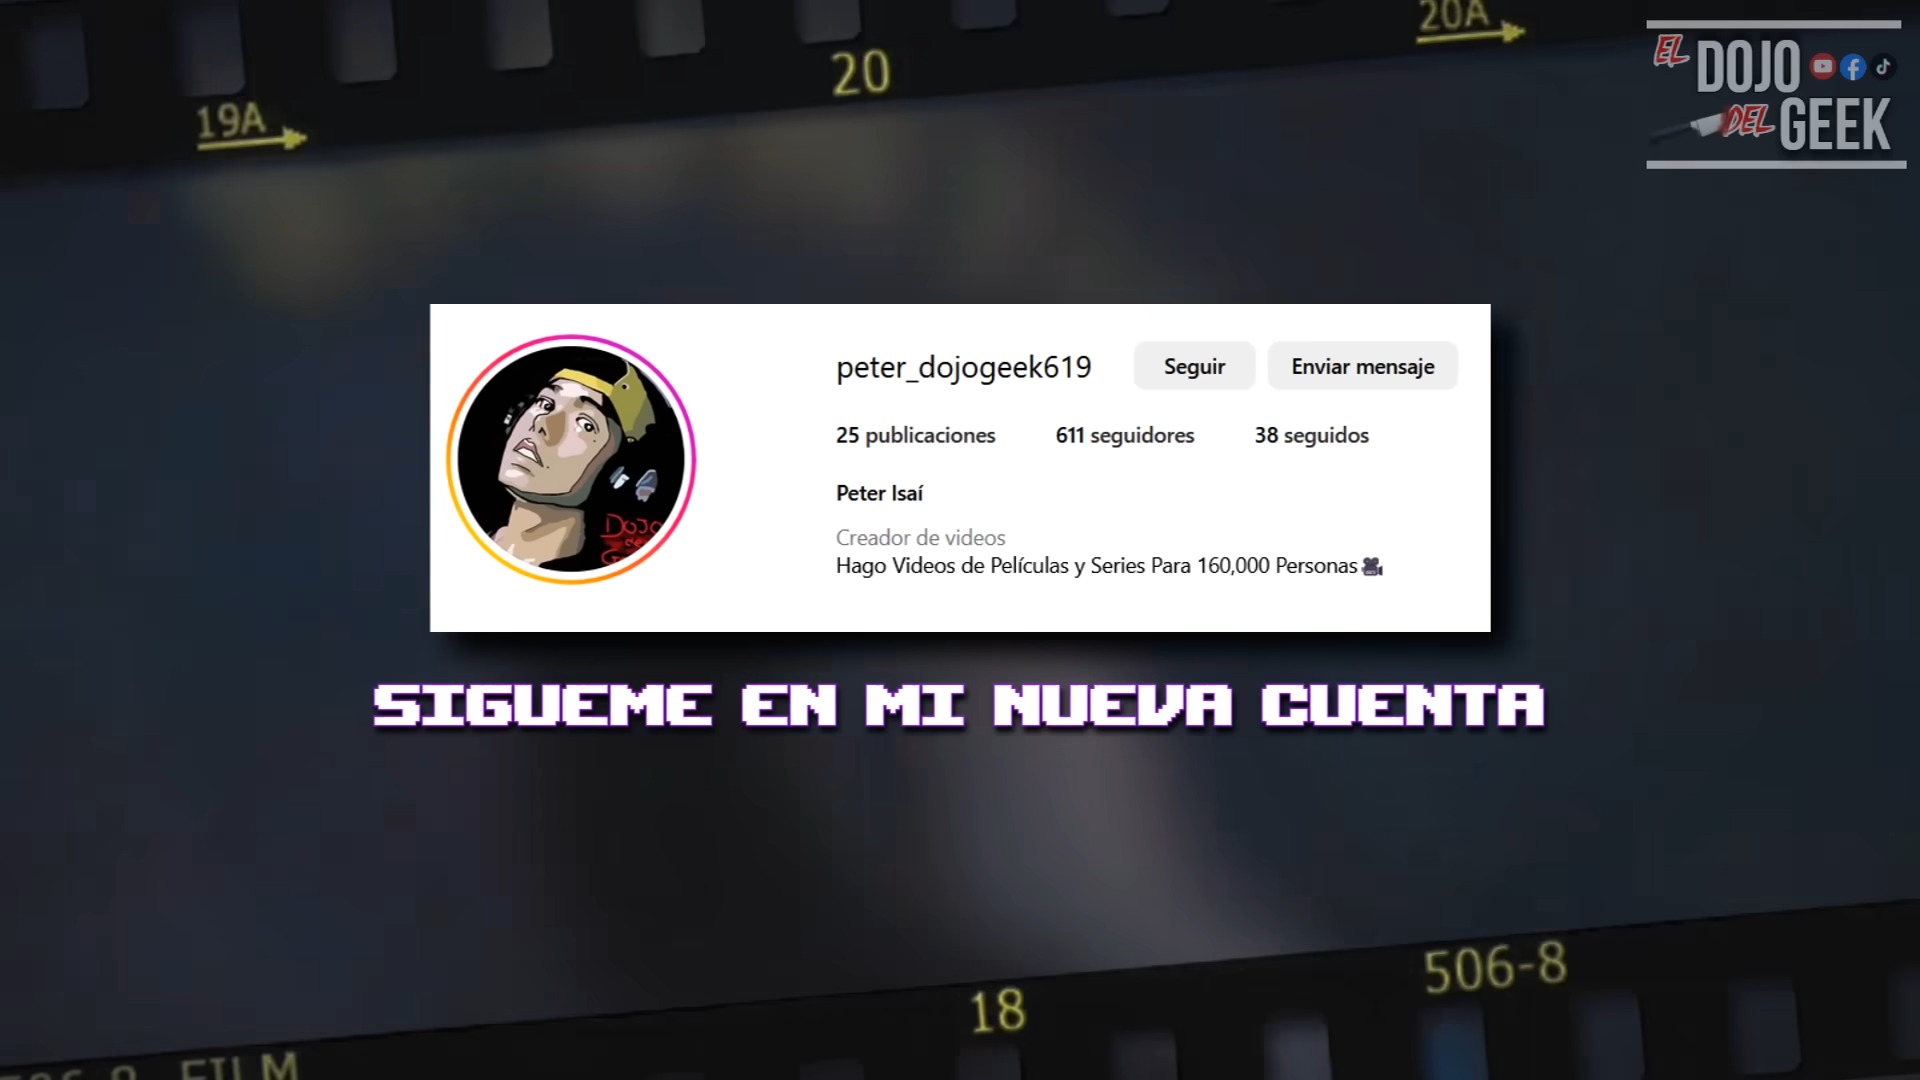 20A
20
19A
EL DOJO
DEL GEEK
peter_dojogeek619
Seguir
Enviar mensaje
25 publicaciones
611 seguidores
38 seguidos
Peter Isaí
Creador de videos
Hago Videos de Películas y Series Para 160,000 Personas
DOJO
SIGUEME EN MI NUEVA CUENTA
506-8
18
FILM